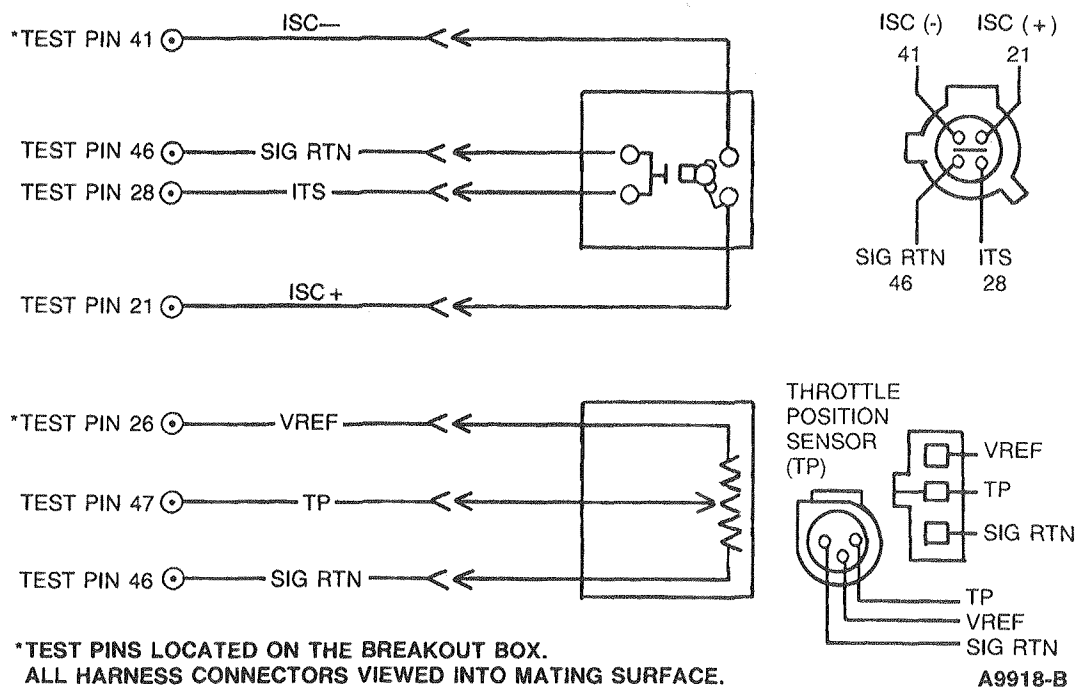 *TEST PIN 41
ISC—
TEST PIN 46
SIG RTN
TEST PIN 28
ITS
TEST PIN 21
ISC+
ISC (-)
ISC (+)
41
21
SIG RTN
ITS
46
28
*TEST PIN 26
VREF
TEST PIN 47
TP
TEST PIN 46
SIG RTN
THROTTLE
POSITION
SENSOR
(TP)
VREF
TP
SIG RTN
TP
VREF
SIG RTN
*TEST PINS LOCATED ON THE BREAKOUT BOX.
ALL HARNESS CONNECTORS VIEWED INTO MATING SURFACE.
A9918-B